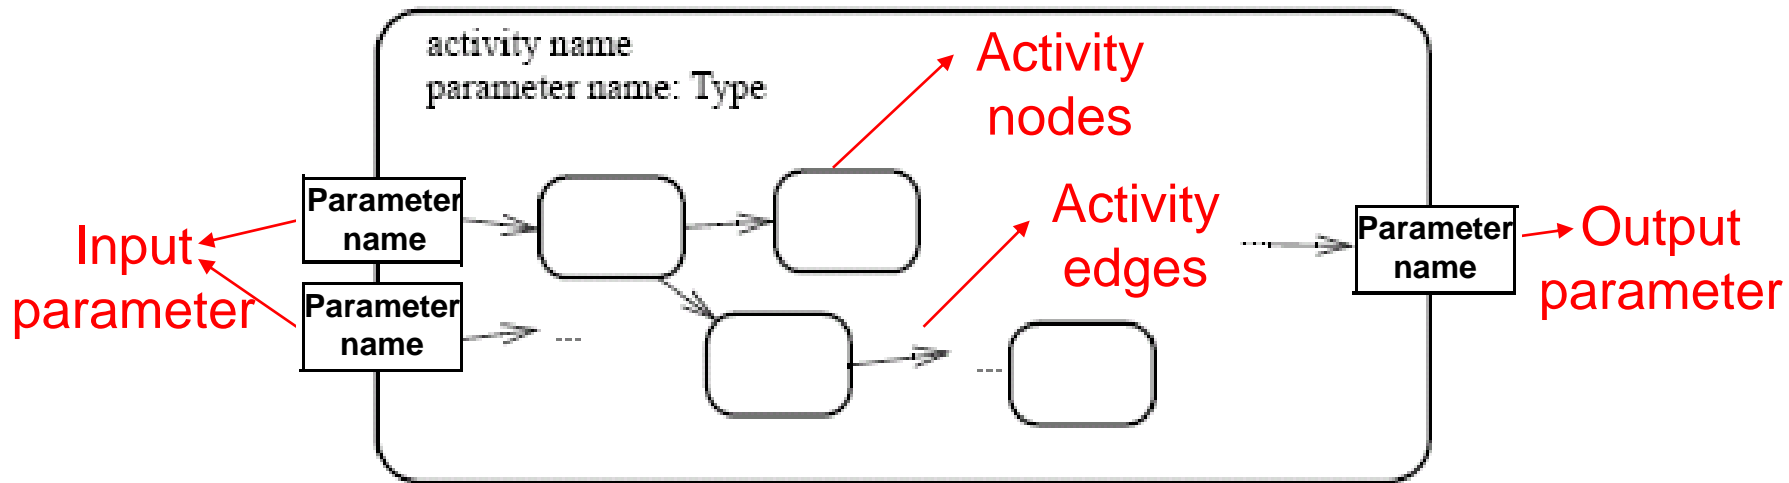 activity name
parameter name: Type
Activity
nodes
Parameter
name
Input
parameter
Parameter
name
Activity
edges
....
Parameter
name
Output
parameter
....
....